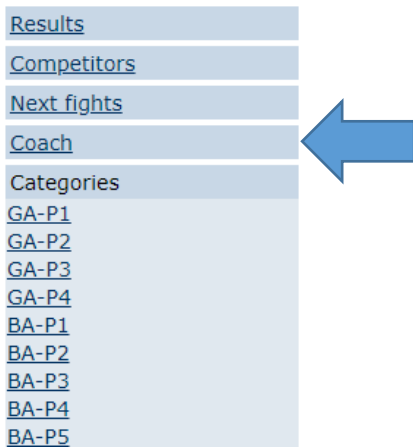 Results
Competitors
Next fights
Coach
Categories
GA-P1
GA-P2
GA-P3
GA-P4
BA-P1
BA-P2
BA-P3
BA-P4
BA-P5